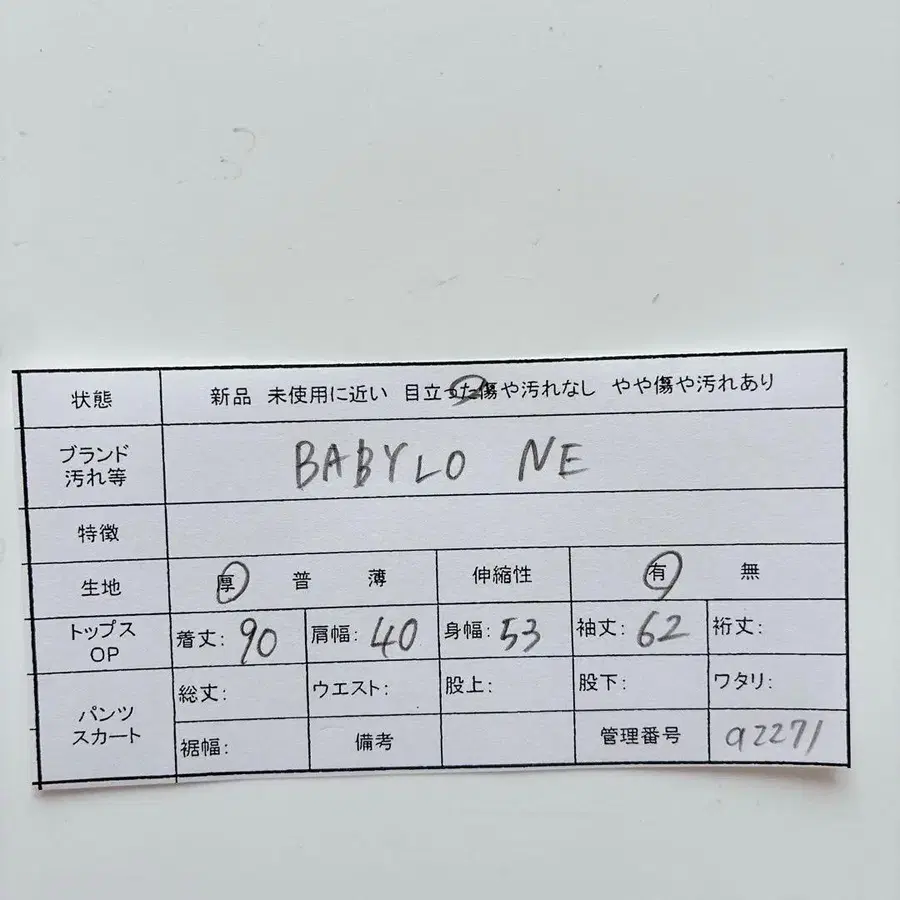 状態 新品 未使用に近い 目立った傷や汚れなし やや傷や汚れあり
ブランド
汚れ等
BABYLO NE
特徴
生地 厚 普 薄 伸縮性 有 無
トップス
OP
着丈: 90 肩幅: 40 身幅: 53 袖丈: 62 裄丈:
パンツ
スカート
総丈: ウエスト: 股上: 股下: ワタリ:
裾幅: 備考 管理番号 a2271